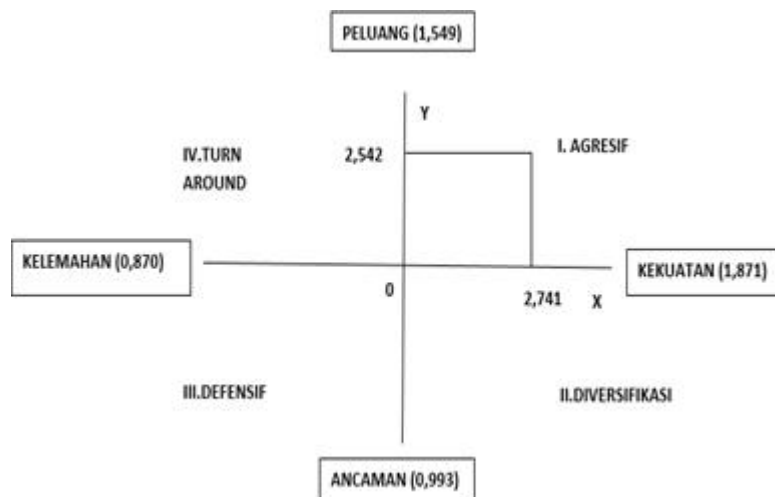 PELUANG (1,549)
Y
IV.TURN
AROUND
2,542
I. AGRESIF
KELEMAHAN (0,870)
KEKUATAN (1,871)
0
2,741
X
III.DEFENSIF
II.DIVERSIFIKASI
ANCAMAN (0,993)